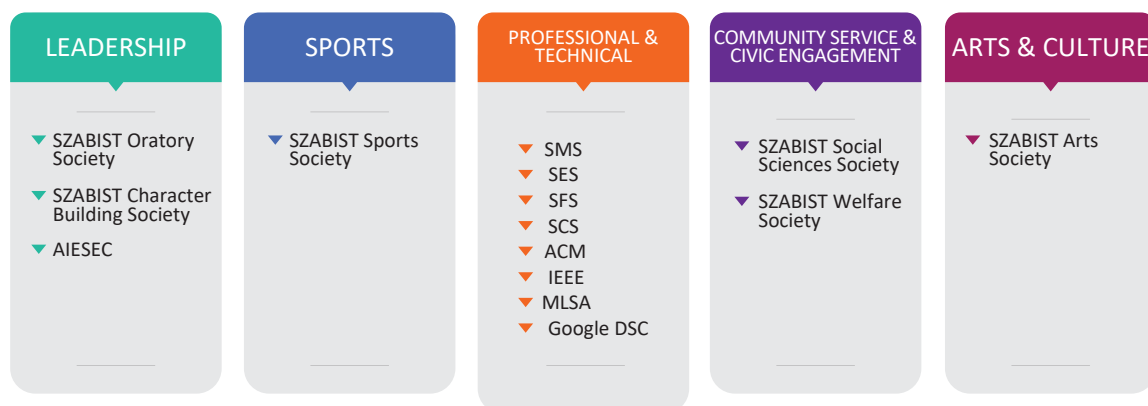 LEADERSHIP
SZABIST Oratory
Society
SZABIST Character
Building Society
AIESEC
SPORTS
SZABIST Sports
Society
PROFESSIONAL &
TECHNICAL
SMS
SES
SFS
SCS
ACM
IEEE
MLSA
Google DSC
COMMUNITY SERVICE &
CIVIC ENGAGEMENT
SZABIST Social
Sciences Society
SZABIST Welfare
Society
ARTS & CULTURE
SZABIST Arts
Society